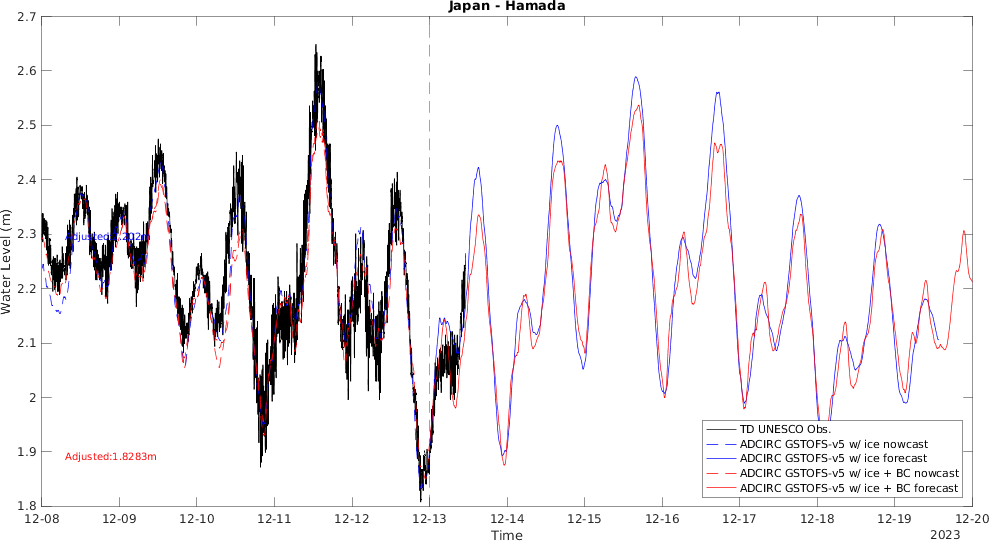 Japan - Hamada
2.7
2.6
2.5
2.4
2.3
2.2
2.1
2
1.9
1.8
Water Level (m)
Adjusted:1.8283m
TD UNESCO Obs.
ADCIRC GSTOFS-v5 w/ ice nowcast
ADCIRC GSTOFS-v5 w/ ice forecast
ADCIRC GSTOFS-v5 w/ ice + BC nowcast
ADCIRC GSTOFS-v5 w/ ice + BC forecast
12-08 12-09 12-10 12-11 12-12 12-13 12-14 12-15 12-16 12-17 12-18 12-19 12-20
Time
2023